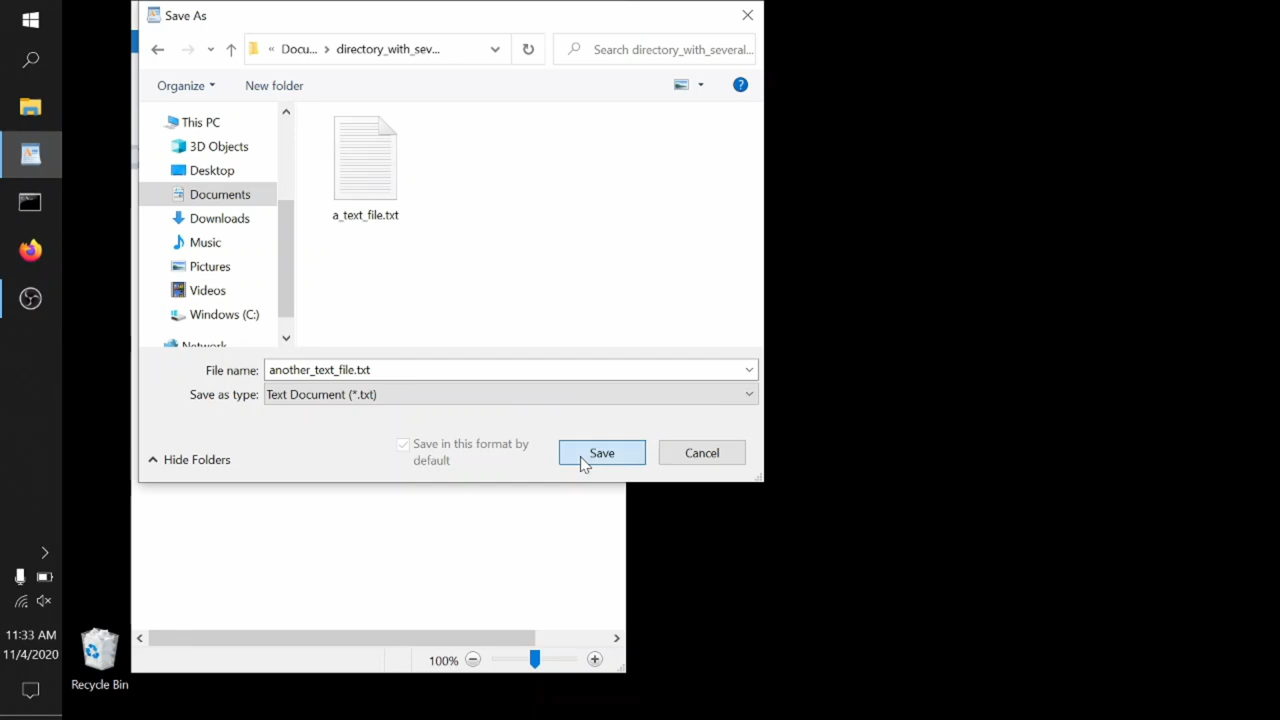 Save As
« Docu... > directory_with_sev...
Search directory_with_several...
Organize
New folder
This PC
3D Objects
Desktop
Documents
Downloads
Music
Pictures
Videos
Windows (C:)
Network
a_text_file.txt
File name: another_text_file.txt
Save as type: Text Document (*.txt)
Save in this format by
default
Save
Cancel
Hide Folders
100%
11:33 AM
11/4/2020
Recycle Bin